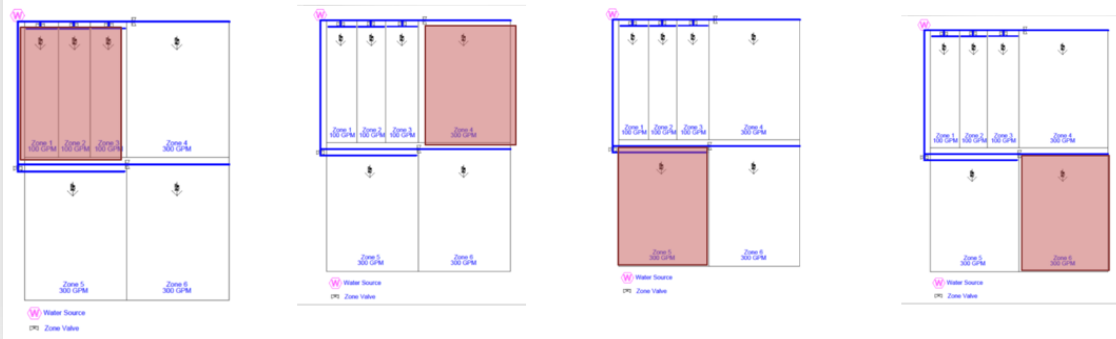 W
Zone 1
100 GPM
Zone 2
100 GPM
Zone 3
100 GPM
Zone 4
300 GPM
Zone 5
300 GPM
Zone 6
300 GPM
W Water Source
Zone Valve
W
Zone 1
100 GPM
Zone 2
100 GPM
Zone 3
100 GPM
Zone 4
300 GPM
Zone 5
300 GPM
Zone 6
300 GPM
W Water Source
Zone Valve
W
Zone 1
100 GPM
Zone 2
100 GPM
Zone 3
100 GPM
Zone 4
300 GPM
Zone 5
300 GPM
Zone 6
300 GPM
W Water Source
Zone Valve
W
Zone 1
100 GPM
Zone 2
100 GPM
Zone 3
100 GPM
Zone 4
300 GPM
Zone 5
300 GPM
Zone 6
300 GPM
W Water Source
Zone Valve